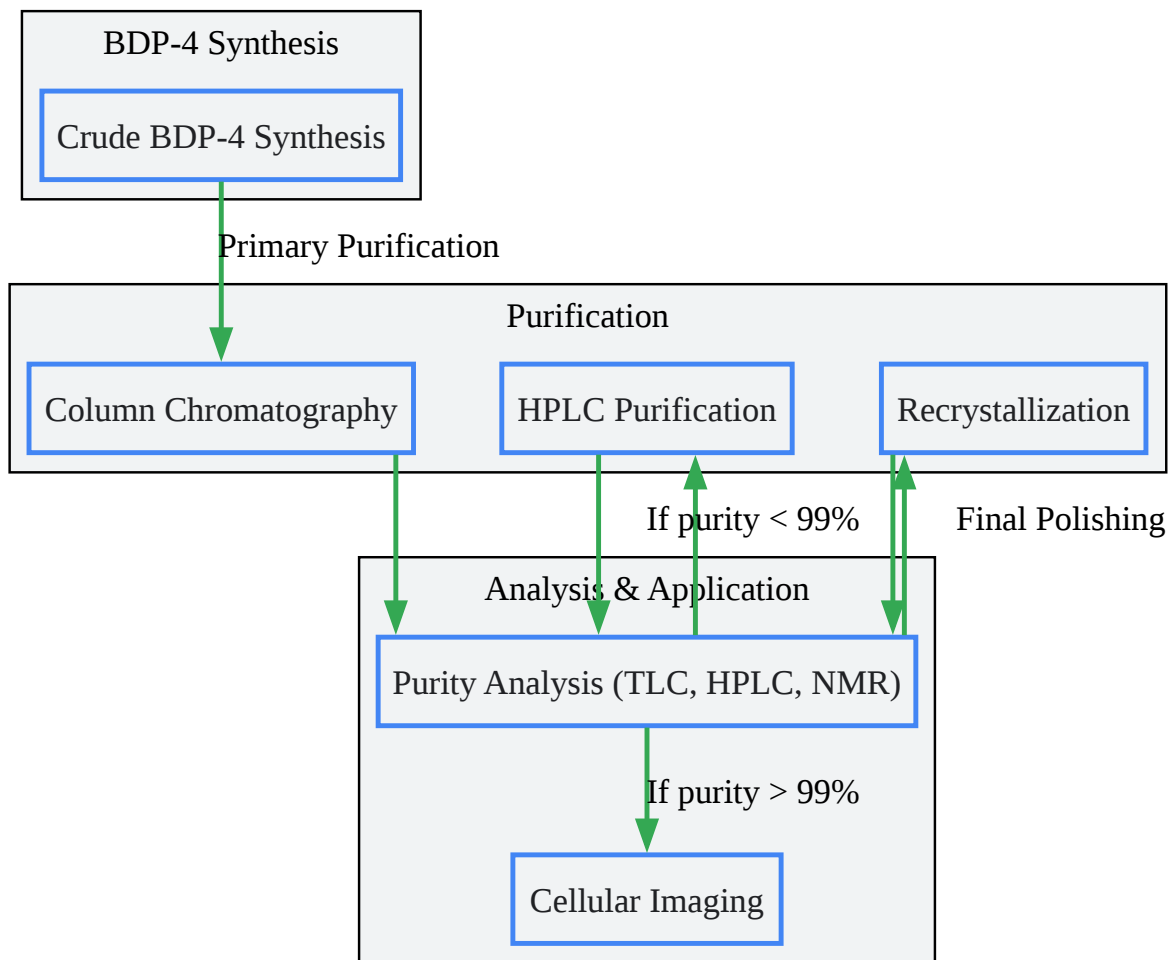 BDP-4 Synthesis
Crude BDP-4 Synthesis
Primary Purification
Purification
Column Chromatography
HPLC Purification
Recrystallization
If purity < 99%
Final Polishing
Analysis & Application
Purity Analysis (TLC, HPLC, NMR)
If purity > 99%
Cellular Imaging